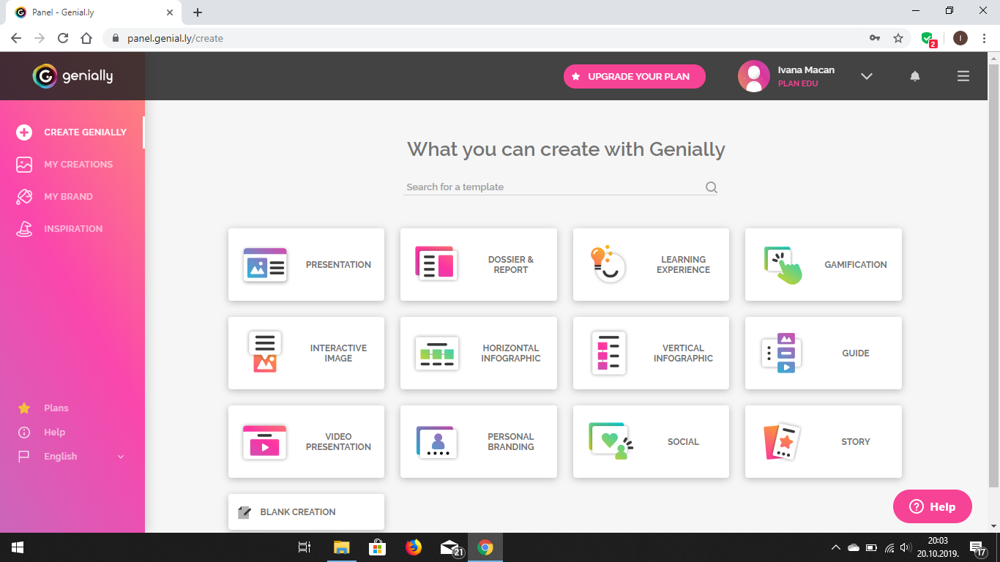 Panel - Genial.ly
panel.genial.ly/create
2
I
genially
UPGRADE YOUR PLAN
Ivana Macan
PLAN EDU
CREATE GENIALLY
MY CREATIONS
MY BRAND
INSPIRATION
Plans
Help
English
What you can create with Genially
Search for a template
PRESENTATION
DOSSIER &
REPORT
LEARNING
EXPERIENCE
GAMIFICATION
INTERACTIVE
IMAGE
HORIZONTAL
INFOGRAPHIC
VERTICAL
INFOGRAPHIC
GUIDE
VIDEO
PRESENTATION
PERSONAL
BRANDING
SOCIAL
STORY
BLANK CREATION
Help
21
20:03
20.10.2019.
17